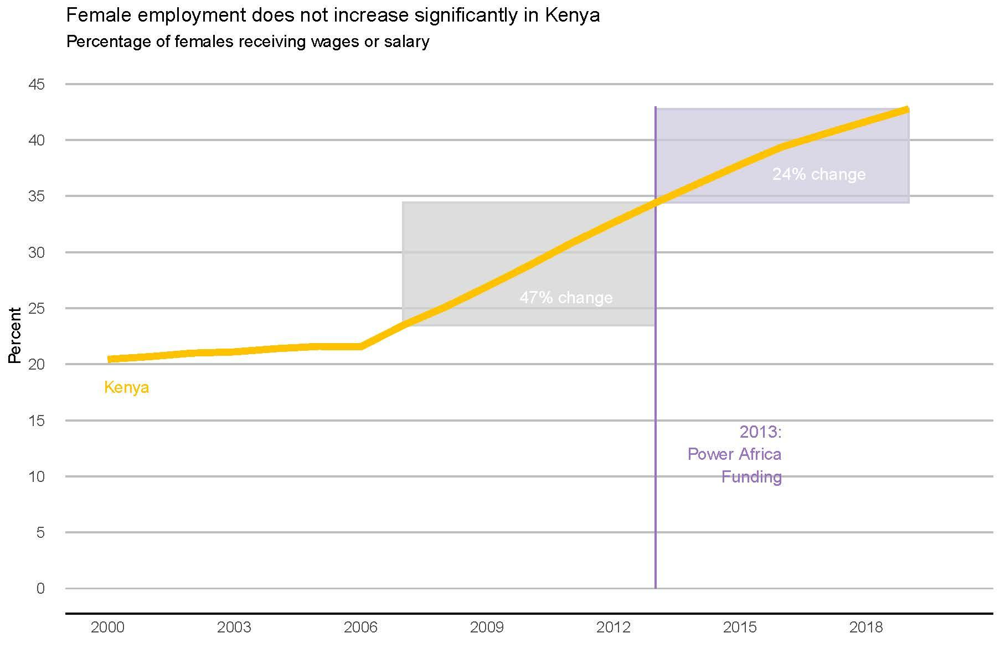 Female employment does not increase significantly in Kenya
Percentage of females receiving wages or salary
45
40
24% change
35
30
47% change
25
Percent
20
Kenya
15
2013:
Power Africa
Funding
10
5
0
2000 2003 2006 2009 2012 2015 2018